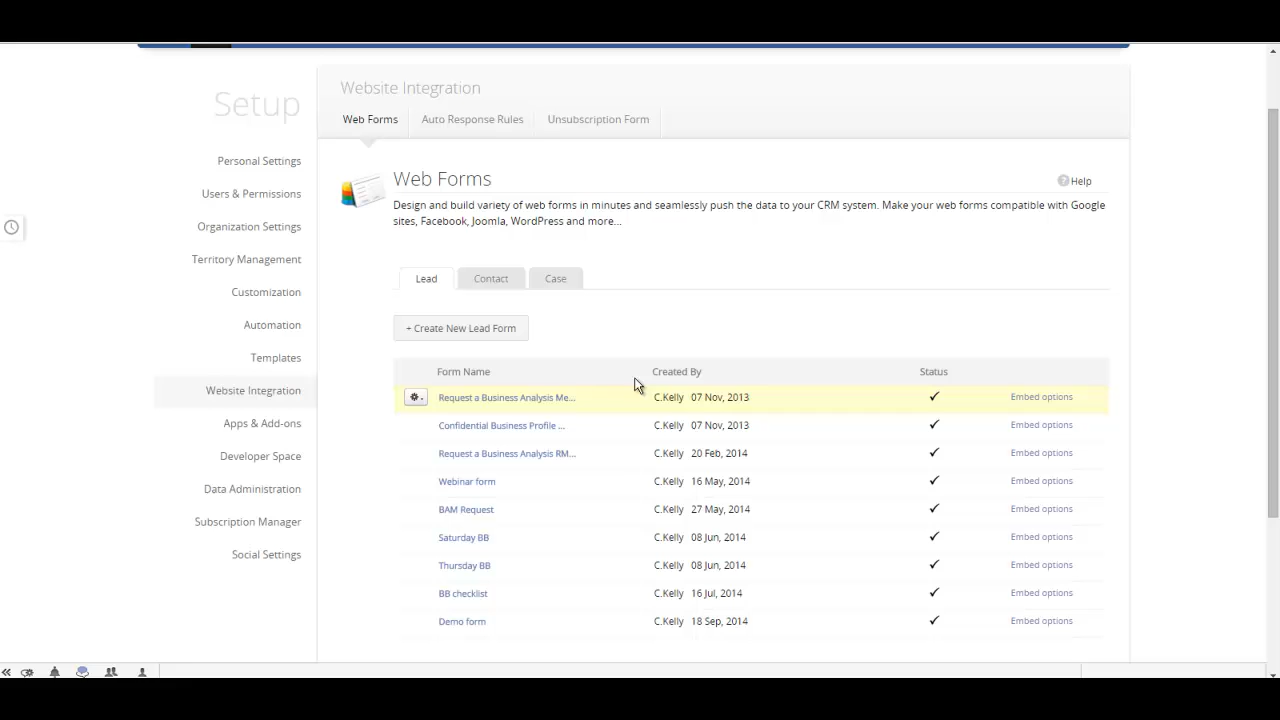 Setup
Personal Settings
Users & Permissions
Organization Settings
Territory Management
Customization
Automation
Templates
Website Integration
Apps & Add-ons
Developer Space
Data Administration
Subscription Manager
Social Settings
Website Integration
Web Forms Auto Response Rules Unsubscription Form
Web Forms
Help
Design and build variety of web forms in minutes and seamlessly push the data to your CRM system. Make your web forms compatible with Google
sites, Facebook, Joomla, WordPress and more...
Lead Contact Case
+ Create New Lead Form
Form Name Created By Status
Request a Business Analysis Me... C.Kelly 07 Nov, 2013 ✓ Embed options
Confidential Business Profile ... C.Kelly 07 Nov, 2013 ✓ Embed options
Request a Business Analysis RM... C.Kelly 20 Feb, 2014 ✓ Embed options
Webinar form C.Kelly 16 May, 2014 ✓ Embed options
BAM Request C.Kelly 27 May, 2014 ✓ Embed options
Saturday BB C.Kelly 08 Jun, 2014 ✓ Embed options
Thursday BB C.Kelly 08 Jun, 2014 ✓ Embed options
BB checklist C.Kelly 16 Jul, 2014 ✓ Embed options
Demo form C.Kelly 18 Sep, 2014 ✓ Embed options